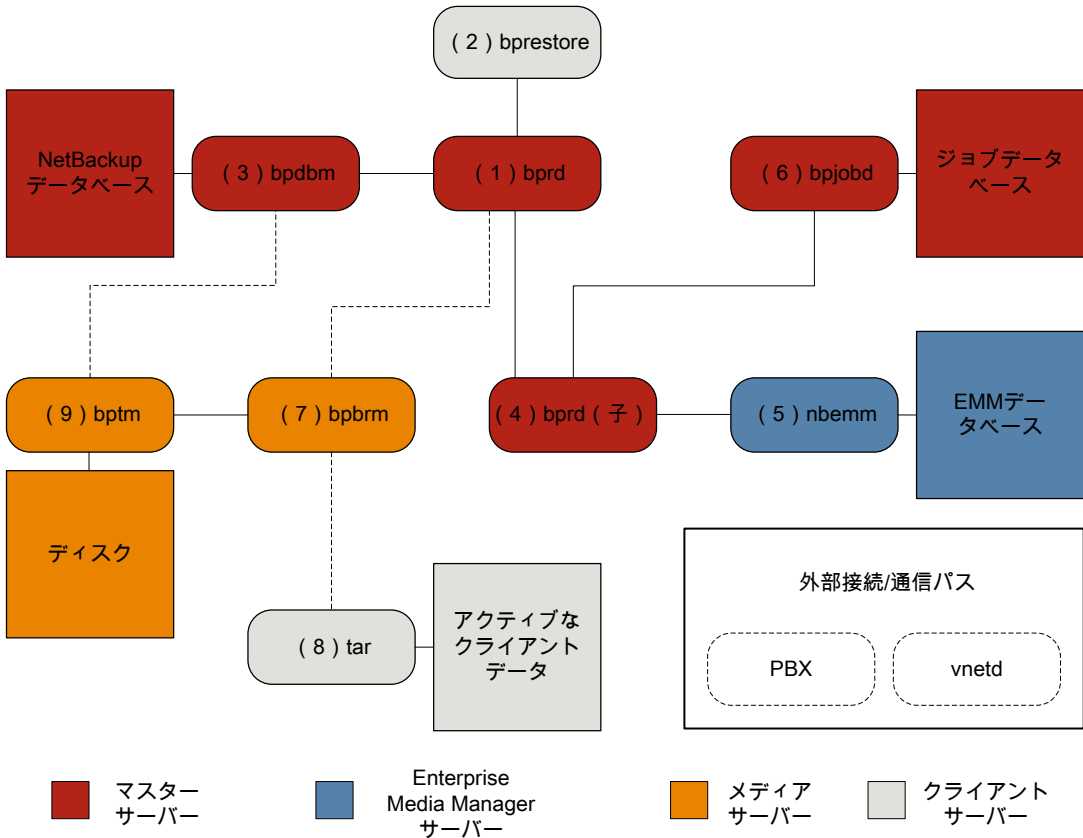 （2）bprestore
NetBackup
データベース
（3）bpdbm
（1）bprd
（6）bpjobd
ジョブデータ
ベース
（9）bptm
（7）bpbrm
（4）bprd（子）
（5）nbemm
EMMデー
タベース
ディスク
外部接続/通信パス
PBX
vnetd
（8）tar
アクティブな
クライアント
データ
マスター
サーバー
Enterprise
Media Manager
サーバー
メディア
サーバー
クライアント
サーバー